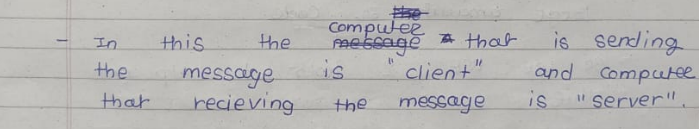 - In this the computer that is sending
the message is "client" and computer
that recieving the message is "server".